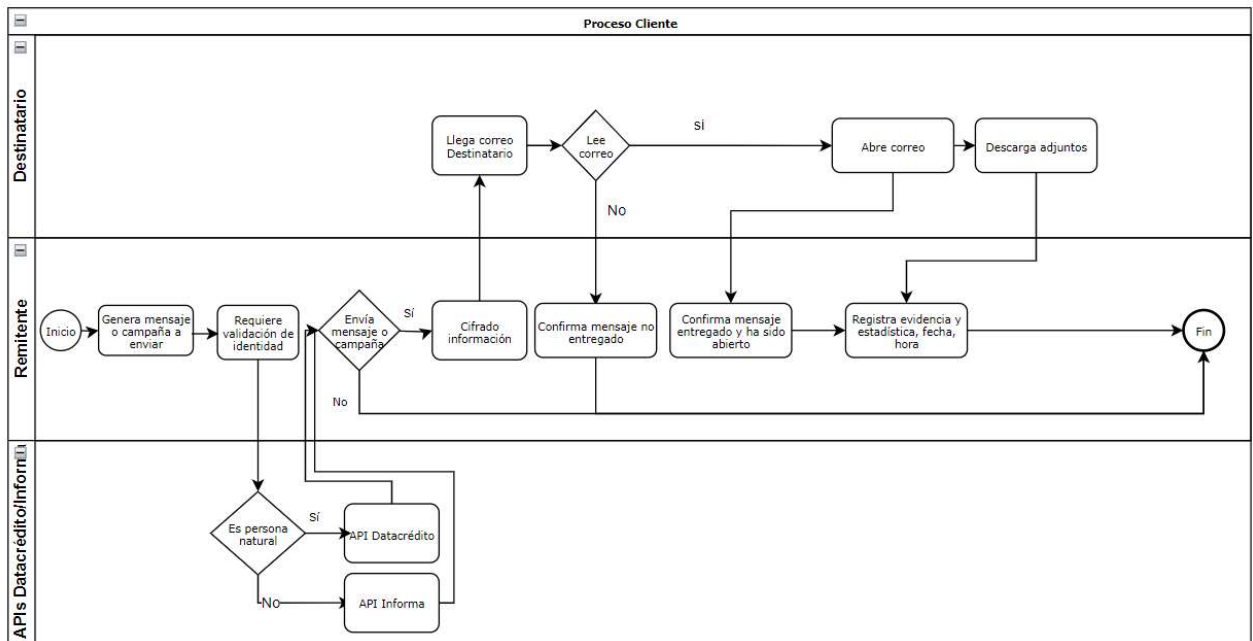 Proceso Cliente
Destinatario
Llega correo
Destinatario
Lee
correo
sí
No
Abre correo
Descarga adjuntos
Remitente
Inicio
Genera mensaje
o campaña a
enviar
Requiere
validación de
identidad
Envía
mensaje o
campaña
Sí
No
Cifrado
información
Confirma mensaje no
entregado
Confirma mensaje
entregado y ha sido
abierto
Registra evidencia y
estadística, fecha,
hora
Fin
APIs Datacrédito/Inform
Es persona
natural
Sí
No
API Datacrédito
API Informa